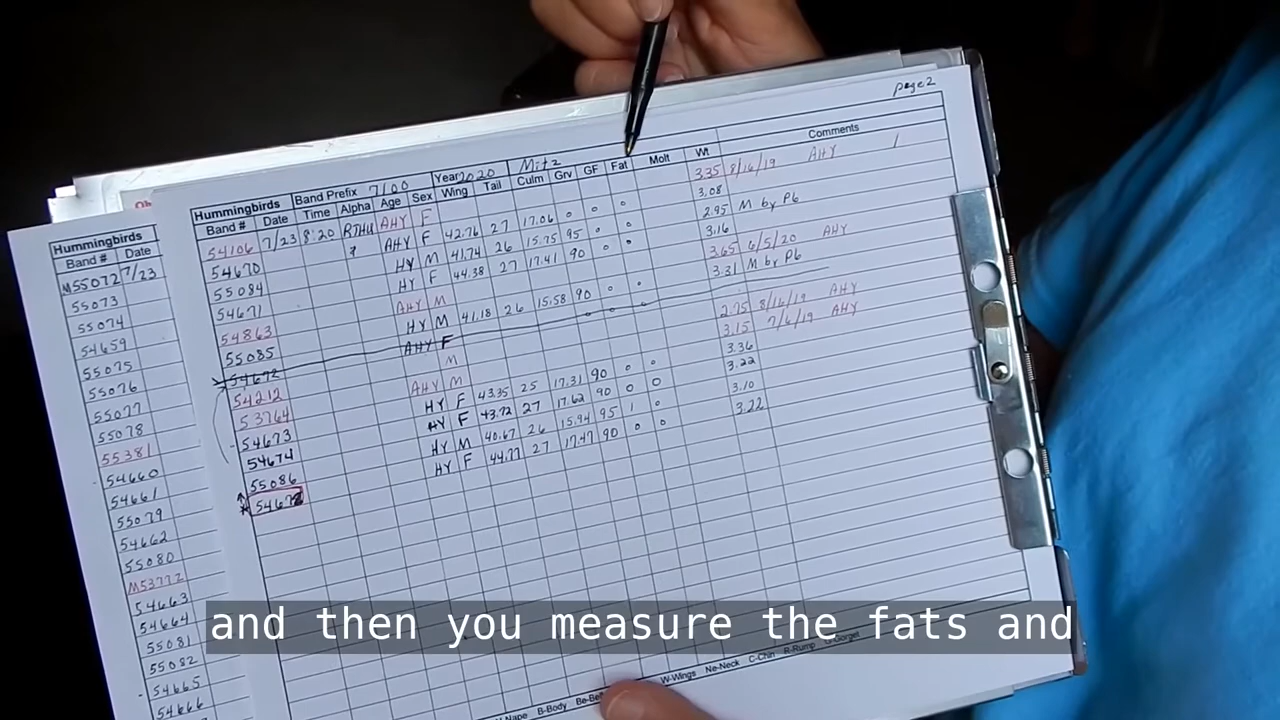 page 2
Hummingbirds Band Prefix 7100 Year 2020 Mitz Comments
Band # Date Time Alpha Age Sex Wing Tail Culm Grv GF Fat Molt Wt
54106 7/23 8:20 RTHU AHY F 3.35 8/16/19 AHY
54670 AHY F 42.76 27 17.06 0 0 0 3.08
55084 HY M 41.74 26 15.75 95 0 0 2.95 M by P6
54671 HY F 44.38 27 17.41 90 0 0 3.16
54863 AHY M 3.65 6/5/20 AHY
55085 HY M 41.18 26 15.58 90 0 0 3.31 M by P6
54672 AHY F
54212 M 2.75 8/16/19 AHY
53764 AHY M 3.15 7/6/19 AHY
54673 HY F 43.35 25 17.31 90 0 0 3.36
54674 HY F 43.72 27 17.62 90 0 0 3.22
55086 HY M 40.67 26 15.94 95 1 0 3.10
54672 HY F 44.77 27 17.47 90 0 0 3.22
Hummingbirds
Band # Date
M55072 7/23
55073
55074
54659
55075
55076
55077
55078
55381
54660
54661
55079
54662
55080
M53772
54663
54664
55081
55082
54665
54666
B-Body W-Wings Ne-Neck C-Chin R-Rump
and then you measure the fats and